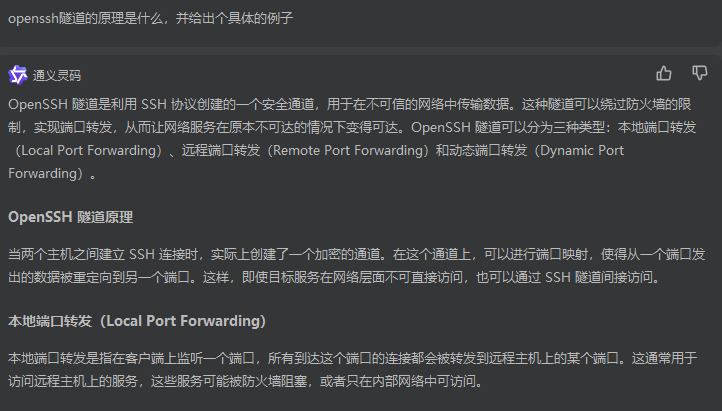 openssh隧道的原理是什么，并给出个具体的例子
通义灵码
OpenSSH 隧道是利用 SSH 协议创建的一个安全通道，用于在不可信的网络中传输数据。这种隧道可以绕过防火墙的限
制，实现端口转发，从而让网络服务在原本不可达的情况下变得可达。OpenSSH 隧道可以分为三种类型：本地端口转发
（Local Port Forwarding）、远程端口转发（Remote Port Forwarding）和动态端口转发（Dynamic Port
Forwarding）。
OpenSSH 隧道原理
当两个主机之间建立 SSH 连接时，实际上创建了一个加密的通道。在这个通道上，可以进行端口映射，使得从一个端口发
出的数据被重定向到另一个端口。这样，即使目标服务在网络层面不可直接访问，也可以通过 SSH 隧道间接访问。
本地端口转发（Local Port Forwarding）
本地端口转发是指在客户端上监听一个端口，所有到达这个端口的连接都会被转发到远程主机上的某个端口。这通常用于
访问远程主机上的服务，这些服务可能被防火墙阻塞，或者只在内部网络中可访问。